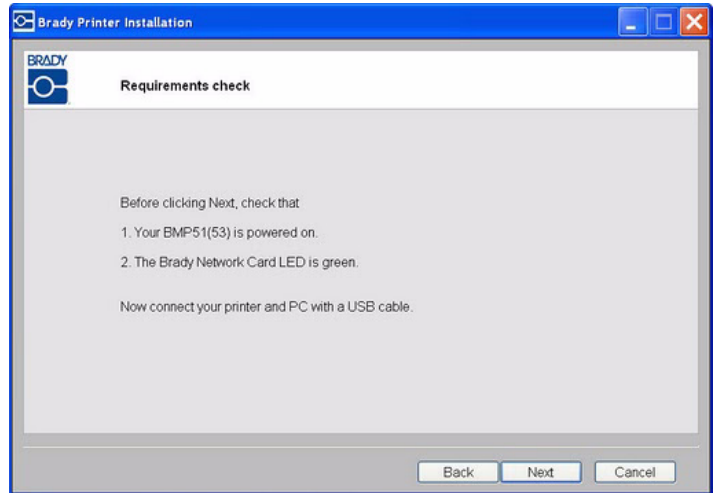 Brady Printer Installation
BRADY
Requirements check
Before clicking Next, check that
1. Your BMP51(53) is powered on.
2. The Brady Network Card LED is green.
Now connect your printer and PC with a USB cable.
Back Next Cancel